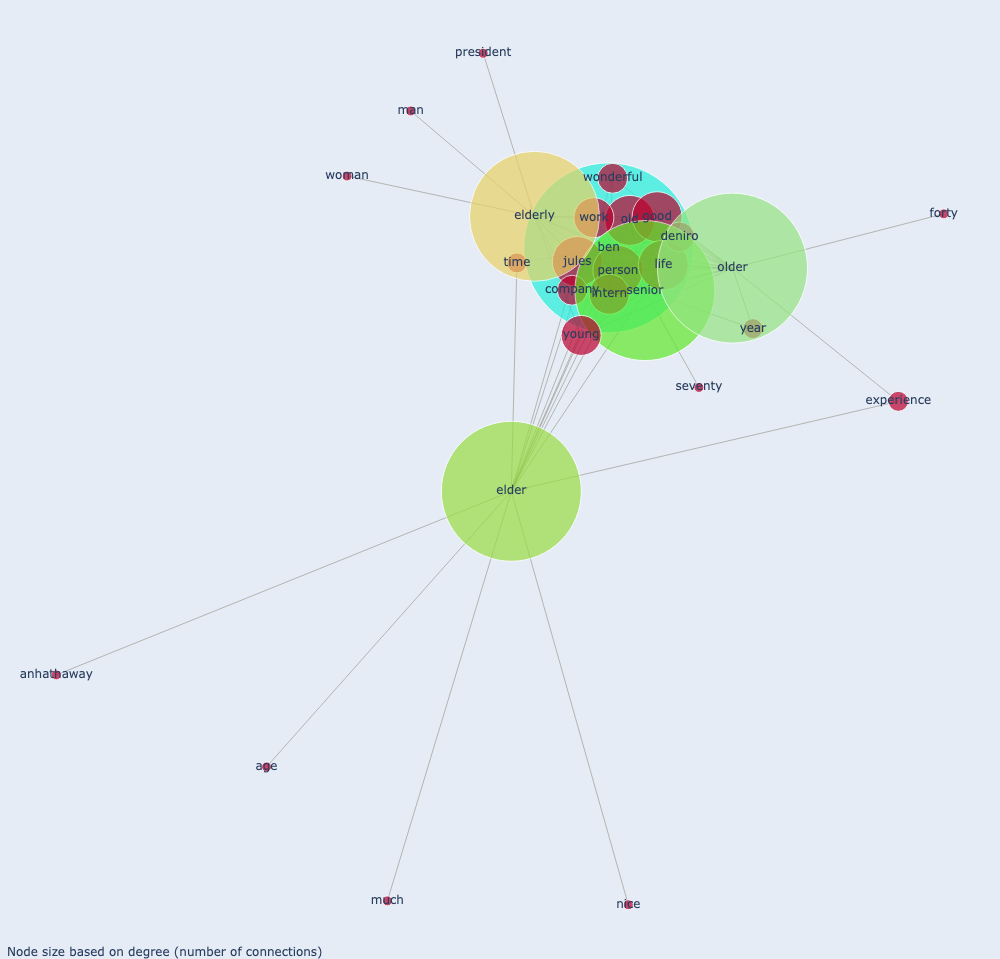 president
man
woman
wonderful
forty
elderly
work
old
good
deniro
ben
time
jules
person
life
older
company
intern
senior
year
young
seventy
experience
elder
anhathaway
age
much
nice
Node size based on degree (number of connections)